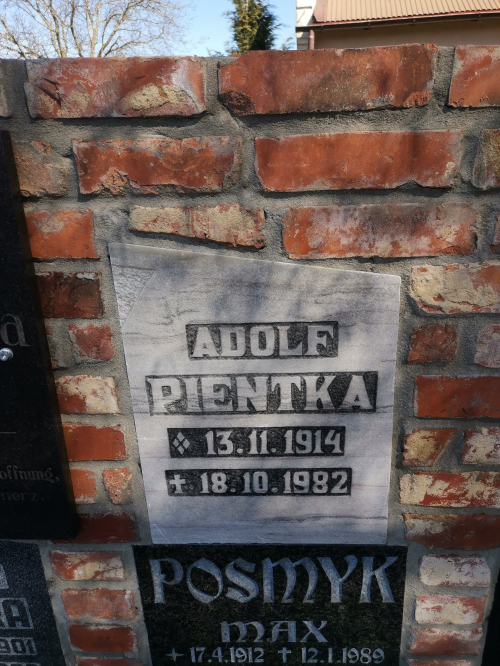 ADOLF
PIENTKA
13.11.1914
✝ 18.10.1982
POSMYK
MAX
+ 17.4.1912 † 12.1.1989